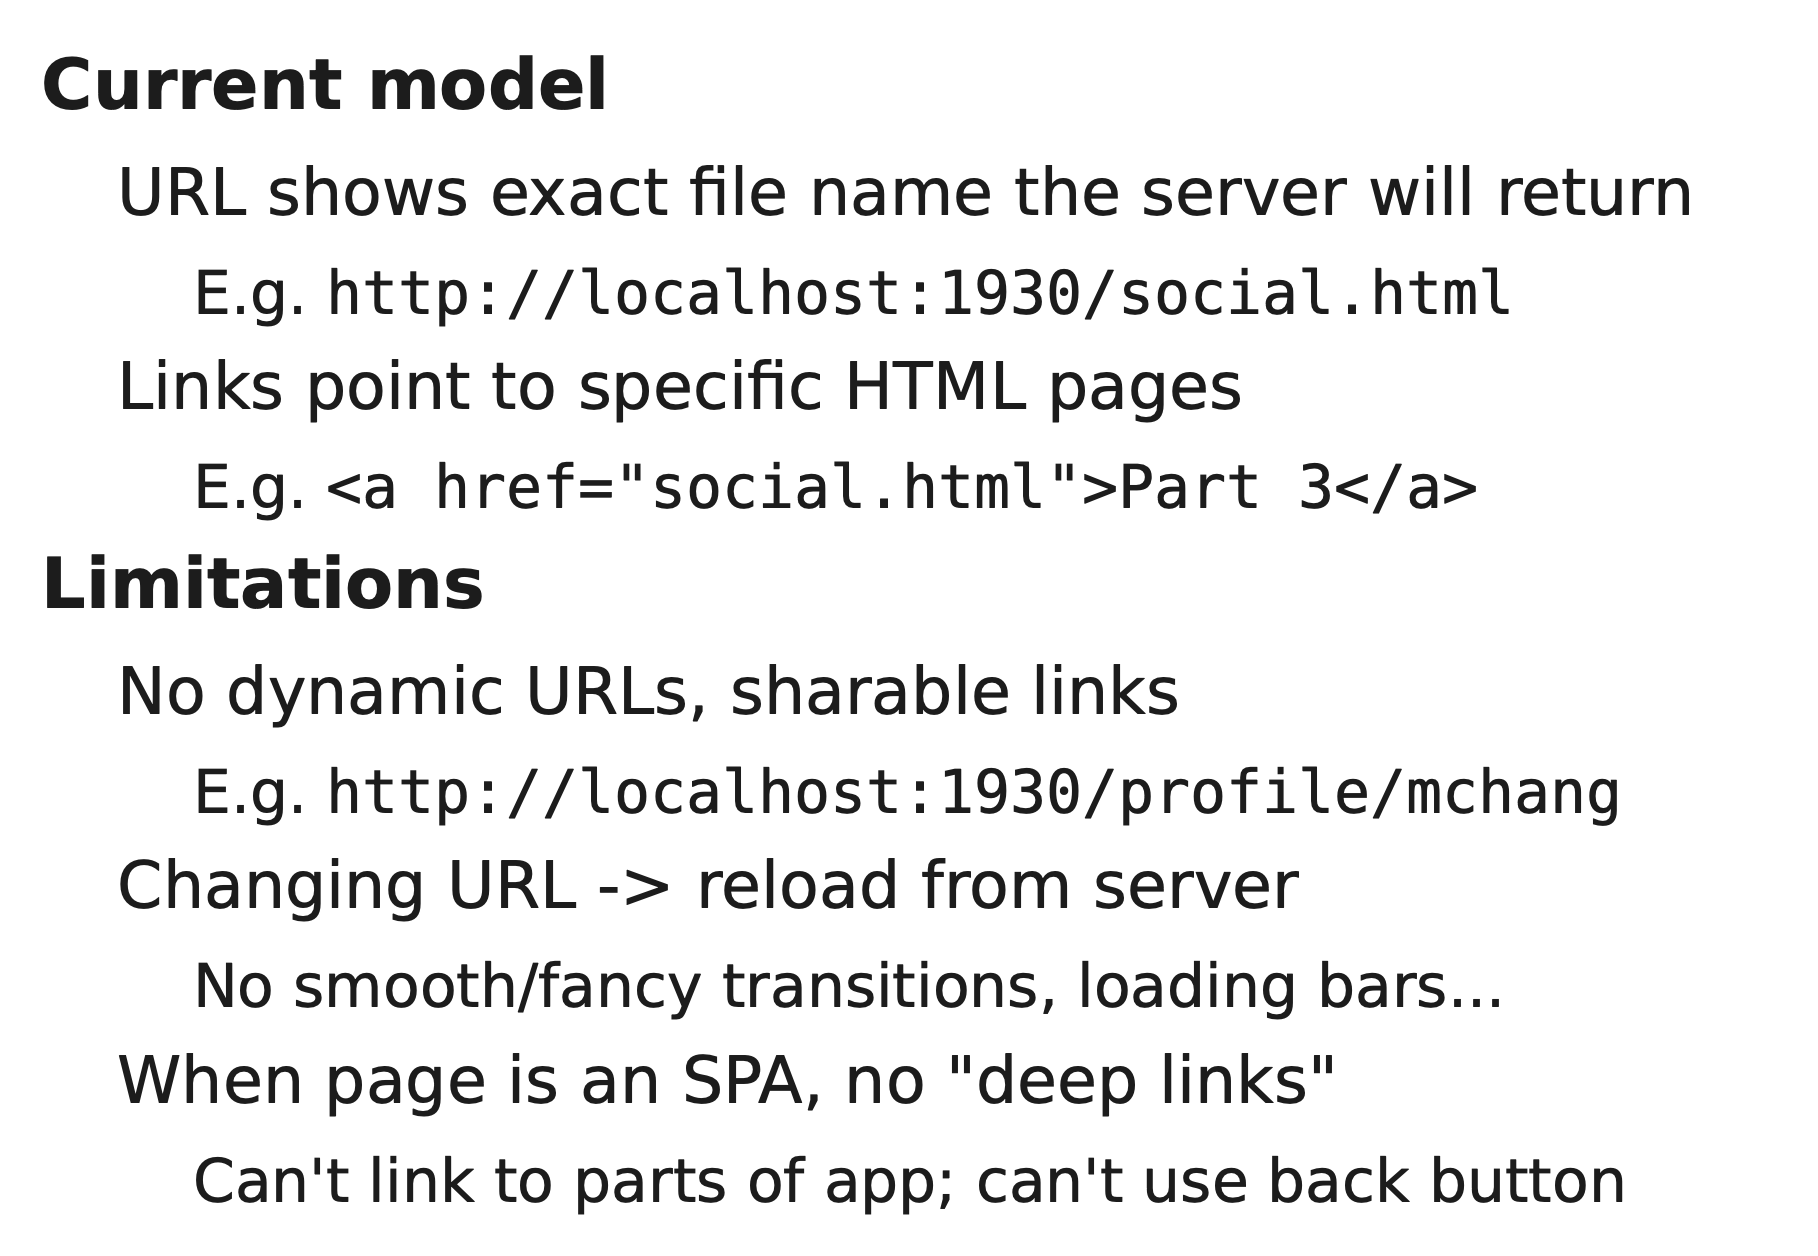 Current model
URL shows exact file name the server will return
E.g. http://localhost:1930/social.html
Links point to specific HTML pages
E.g. <a href="social.html">Part 3</a>
Limitations
No dynamic URLs, sharable links
E.g. http://localhost:1930/profile/mchang
Changing URL -> reload from server
No smooth/fancy transitions, loading bars...
When page is an SPA, no "deep links"
Can't link to parts of app; can't use back button